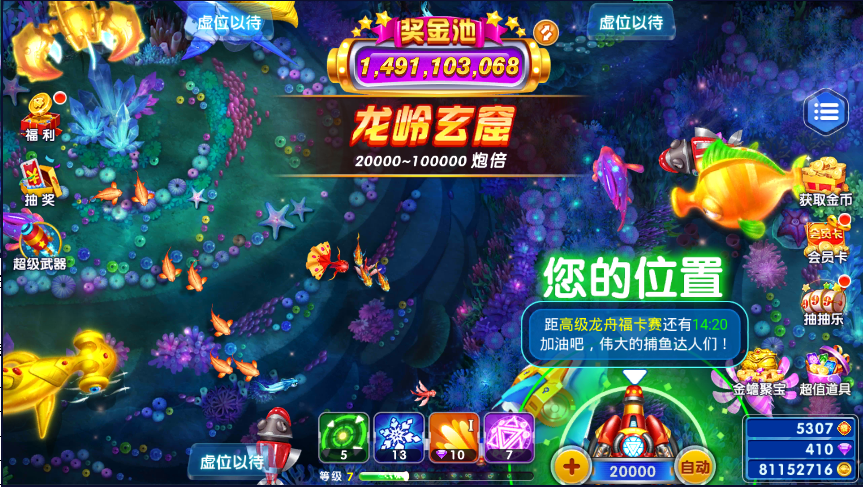 虚位以待
奖金池
虚位以待
1,491,103,068
龙岭玄窟
20000~100000 炮倍
福利
抽奖
超级武器
获取金币
会员卡
会员卡
抽抽乐
您的位置
距高级龙舟福卡赛还有14:20
加油吧，伟大的捕鱼达人们！
金蟾聚宝
超值道具
虚位以待
5
13
I
10
7
等级 7
20000
自动
5307
410
81152716